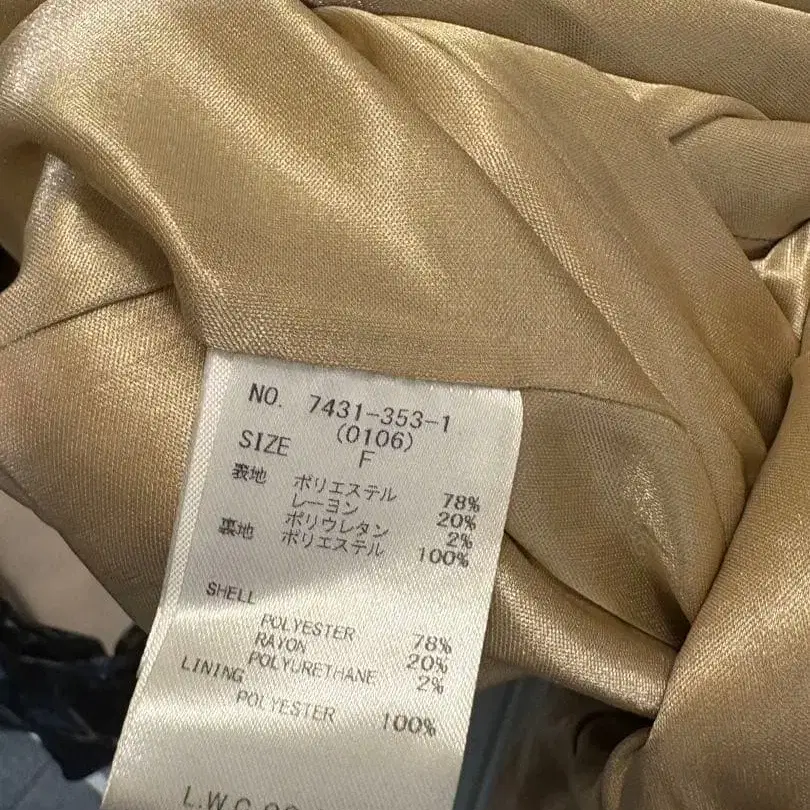 NO. 7431-353-1
(0106)
SIZE F
表地 ポリエステル 78%
レーヨン 20%
ポリウレタン 2%
裏地 ポリエステル 100%
SHELL
POLYESTER 78%
RAYON 20%
POLYURETHANE 2%
LINING
POLYESTER 100%
L.W.C.